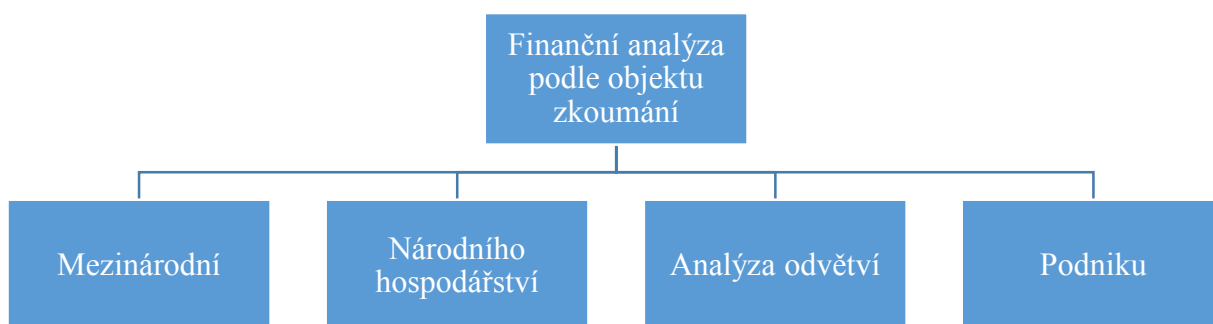 Finanční analýza
podle objektu
zkoumání
Mezinárodní
Národního
hospodářství
Analýza odvětví
Podniku